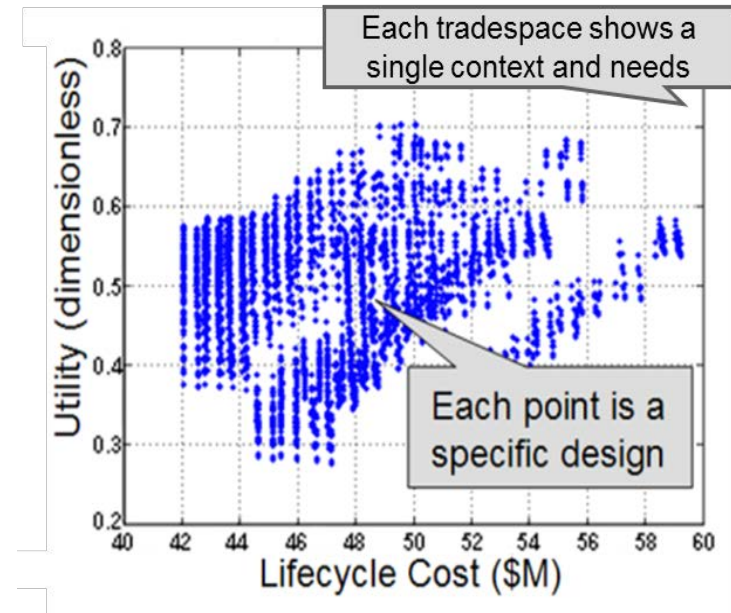 Each tradespace shows a
single context and needs
0.8
0.7
0.6
0.5
0.4
0.3
0.2
Utility (dimensionless)
Each point is a
specific design
40 42 44 46 48 50 52 54 56 58 60
Lifecycle Cost ($M)